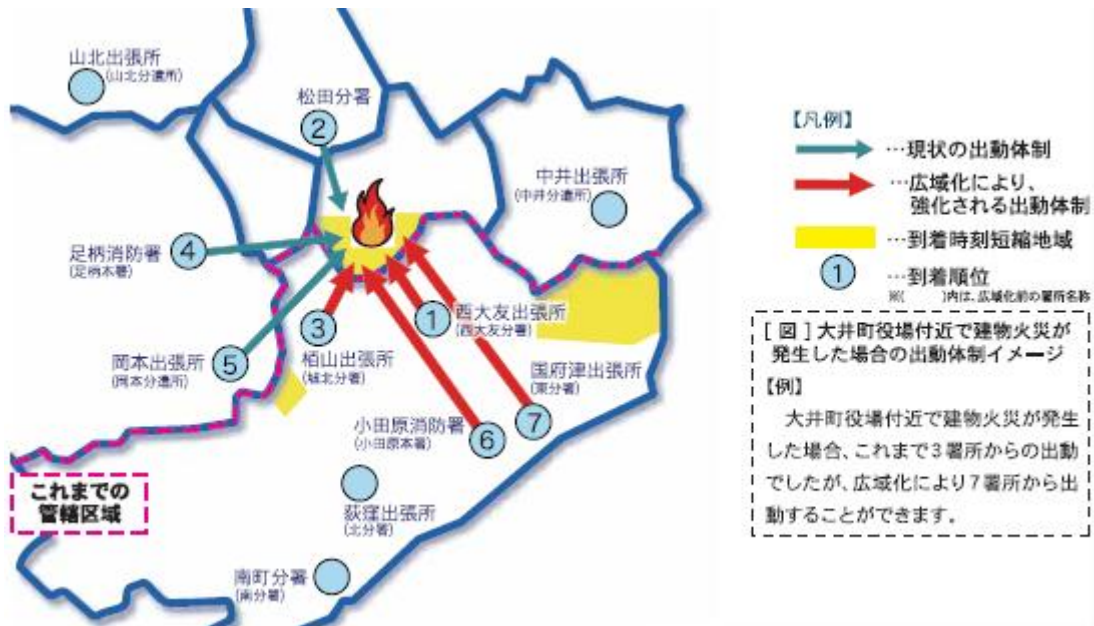 山北出張所
(山北分遣所)
松田分署
②
中井出張所
(中井分遣所)
足柄消防署
(足柄本署)
④
岡本出張所
(岡本分遣所)
⑤
③
栢山出張所
(城北分署)
①
西大友出張所
(西大友分署)
国府津出張所
(東分署)
⑦
小田原消防署
(小田原本署)
⑥
これまでの
管轄区域
荻窪出張所
(北分署)
南町分署
(南分署)
【凡例】
…現状の出動体制
…広域化により、
強化される出動体制
…到着時刻短縮地域
①
…到着順位
※( )内は、広域化前の署所名称
[ 図 ] 大井町役場付近で建物火災が
発生した場合の出動体制イメージ
【例】
大井町役場付近で建物火災が発生
した場合、これまで3署所からの出動
でしたが、広域化により7署所から出
動することができます。